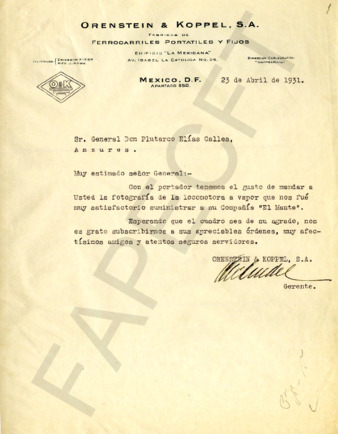 ORENSTEIN & KOPPEL, S.A.
FABRICA DE
FERROCARRILES PORTATILES Y FIJOS
EDIFICIO "LA MEXICANA"
AV. ISABEL LA CATOLICA No.
MEXICO, D.F.
APARTADO 850.
23 de Abril de 1931.
Sr. General Don Plutarco Elías Calles,
Anzures.
Muy estimado señor General:-
Con el portador tenemos el gusto de mandar a
Usted la fotografía de la locomotora a vapor que nos fué
muy satisfactorio suministrar a su Compañía "El Mante".
Esperando que el cuadro sea de su agrado, nos
es grato subscribirnos a sus apreciables órdenes, muy afec-
tísimos amigos y atentos seguros servidores.
ORENSTEIN & KOPPEL, S.A.
Gerente.
FAPECFT